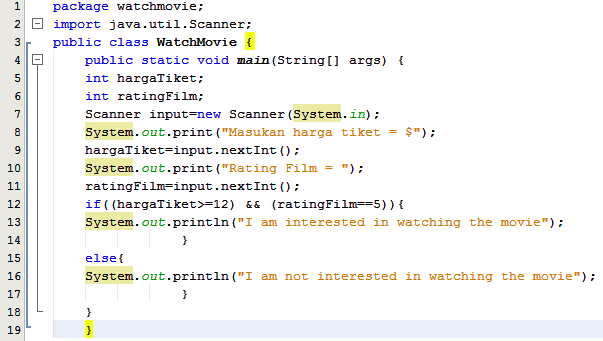 1 package watchmovie;
2 import java.util.Scanner;
3 public class WatchMovie {
4 public static void main(String[] args) {
5 int hargaTiket;
6 int ratingFilm;
7 Scanner input=new Scanner(System.in);
8 System.out.print("Masukan harga tiket = $");
9 hargaTiket=input.nextInt();
10 System.out.print("Rating Film = ");
11 ratingFilm=input.nextInt();
12 if((hargaTiket>=12) && (ratingFilm==5)){
13 System.out.println("I am interested in watching the movie");
14 }
15 else{
16 System.out.println("I am not interested in watching the movie");
17 }
18 }
19 }